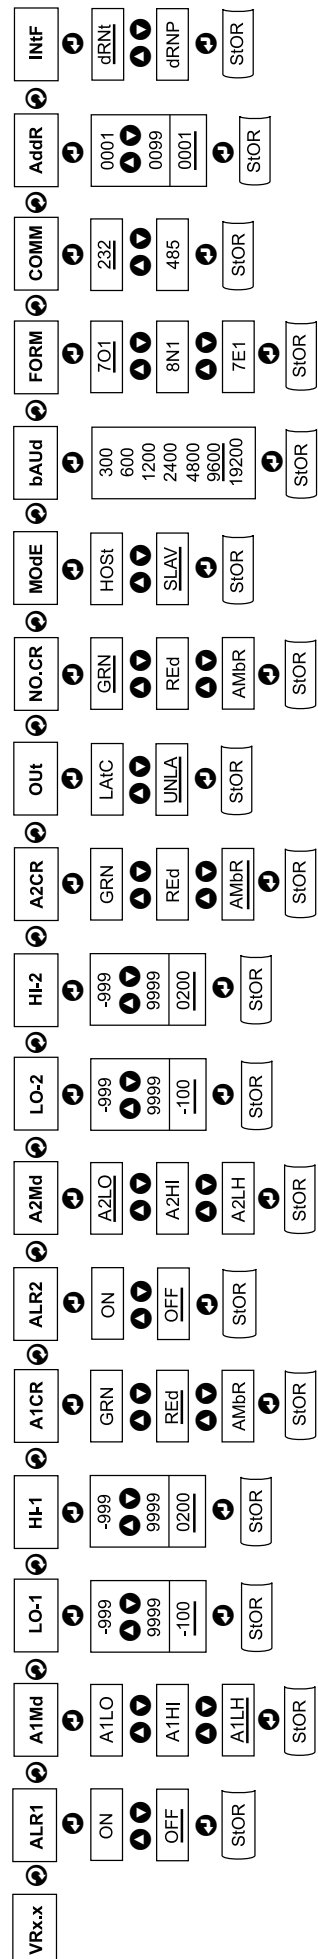 VRx.x
ALR1
ON
OFF
StOR
A1Md
A1LO
A1HI
A1LH
StOR
LO-1
-999
9999
-100
StOR
HI-1
-999
9999
0200
StOR
A1CR
GRN
REd
AMbR
StOR
ALR2
ON
OFF
StOR
A2Md
A2LO
A2HI
A2LH
StOR
LO-2
-999
9999
-100
StOR
HI-2
-999
9999
0200
StOR
A2CR
GRN
REd
AMbR
StOR
OUt
LAtC
UNLA
StOR
NO.CR
GRN
REd
AMbR
StOR
MOdE
HOSt
SLAV
StOR
bAUd
300
600
1200
2400
4800
9600
19200
StOR
FORM
7O1
8N1
7E1
StOR
COMM
232
485
StOR
AddR
0001
0099
0001
StOR
INtF
dRNt
dRNP
StOR